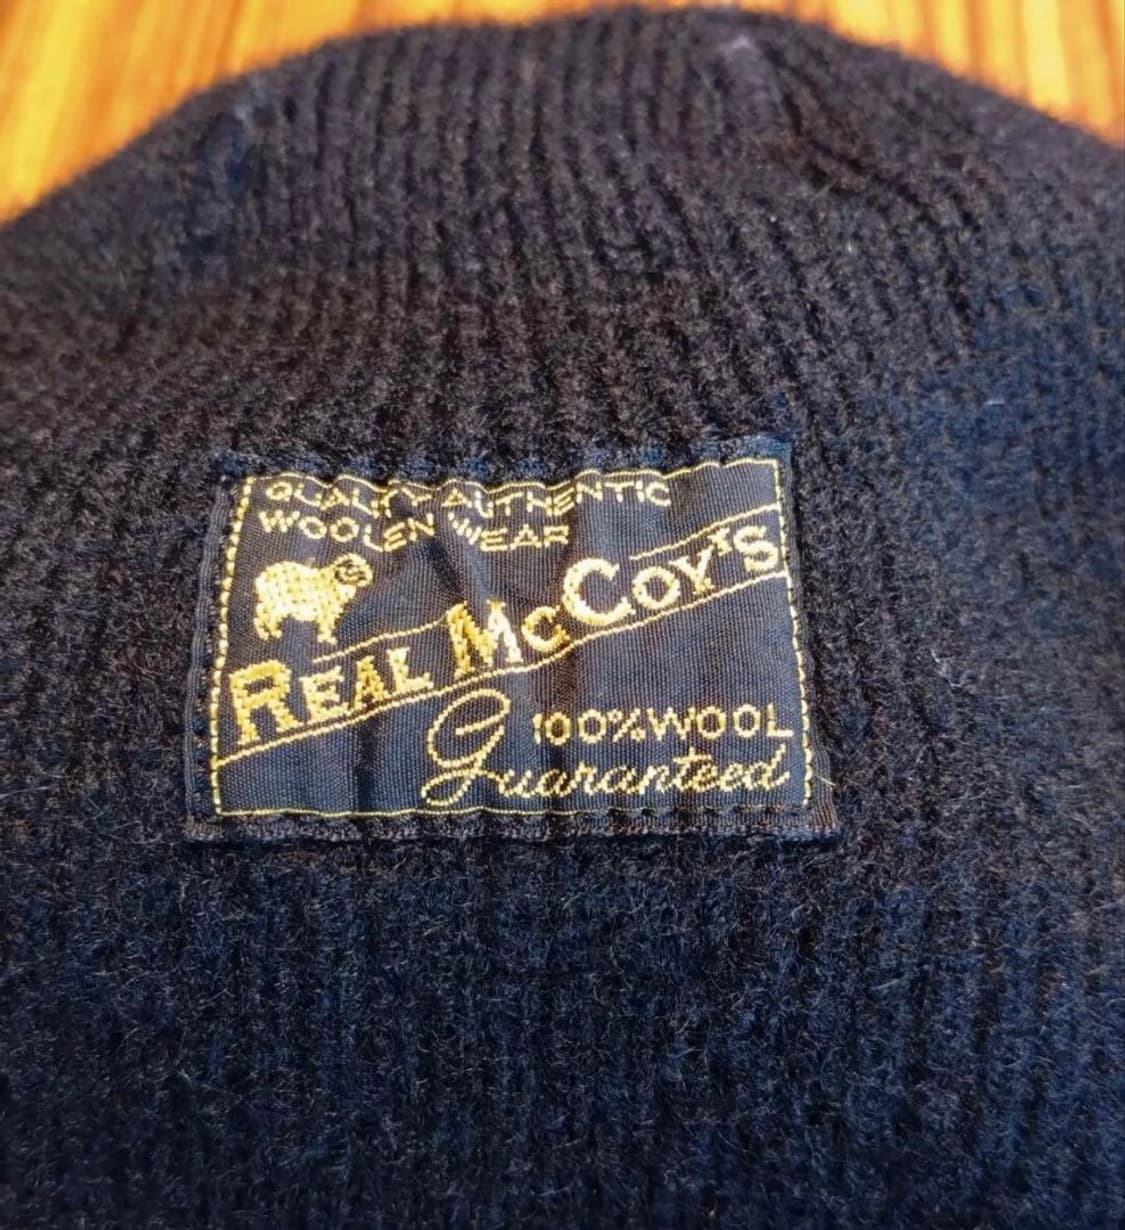 QUALITY AUTHENTIC
WOOLEN WEAR
REAL McCOY'S
100% WOOL
Guaranteed